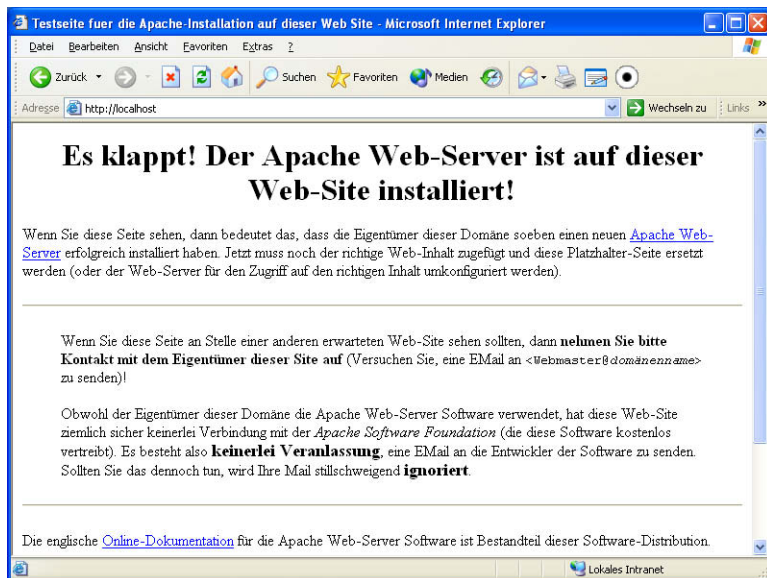 Testseite fuer die Apache-Installation auf dieser Web Site - Microsoft Internet Explorer
Datei Bearbeiten Ansicht Favoriten Extras ?
Zurück Suchen Favoriten Medien
Adresse http://localhost Wechseln zu Links »
Es klappt! Der Apache Web-Server ist auf dieser
Web-Site installiert!
Wenn Sie diese Seite sehen, dann bedeutet das, dass die Eigentümer dieser Domäne soeben einen neuen Apache Web-
Server erfolgreich installiert haben. Jetzt muss noch der richtige Web-Inhalt zugefügt und diese Platzhalter-Seite ersetzt
werden (oder der Web-Server für den Zugriff auf den richtigen Inhalt umkonfiguriert werden).
Wenn Sie diese Seite an Stelle einer anderen erwarteten Web-Site sehen sollten, dann nehmen Sie bitte
Kontakt mit dem Eigentümer dieser Site auf (Versuchen Sie, eine EMail an <Webmaster@domänenname>
zu senden)!
Obwohl der Eigentümer dieser Domäne die Apache Web-Server Software verwendet, hat diese Web-Site
ziemlich sicher keinerlei Verbindung mit der Apache Software Foundation (die diese Software kostenlos
vertreibt). Es besteht also keinerlei Veranlassung, eine EMail an die Entwickler der Software zu senden.
Sollten Sie das dennoch tun, wird Ihre Mail stillschweigend ignoriert.
Die englische Online-Dokumentation für die Apache Web-Server Software ist Bestandteil dieser Software-Distribution.
Lokales Intranet